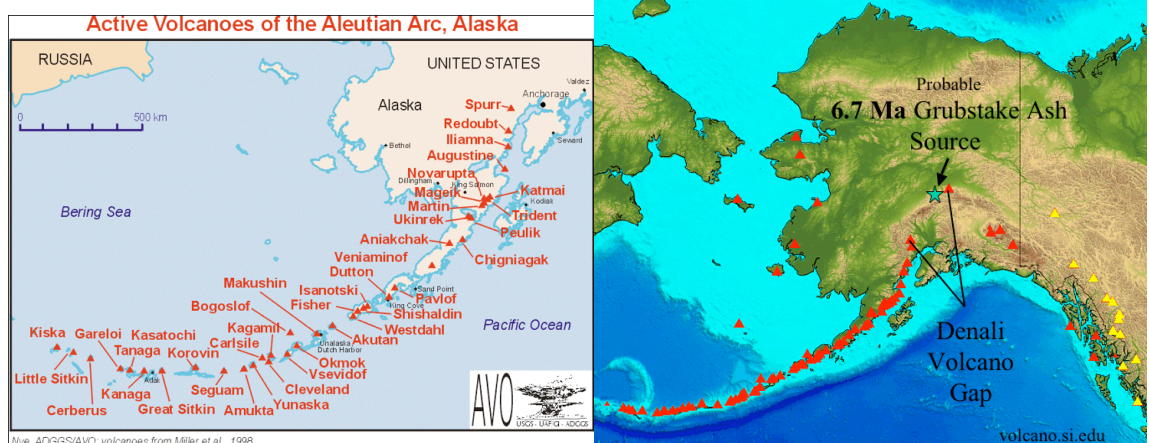 Active Volcanoes of the Aleutian Arc, Alaska
RUSSIA
UNITED STATES
0
500 km
Alaska
Valdez
Anchorage
Spurr
Redoubt
Seward
Iliamna
Bethel
Augustine
Novarupta
Dillingham
King Salmon
Katmai
Mageik
Kodiak
Martin
Trident
Bering Sea
Ukinrek
Peulik
Aniakchak
Chigniagak
Veniaminof
Dutton
Makushin
Sand Point
Isanotski
Pavlof
Bogoslof
Fisher
King Cove
Shishaldin
Westdahl
Pacific Ocean
Kiska
Gareloi
Kasatochi
Kagamil
Akutan
Tanaga
Carlsile
Unalaska
Dutch Harbor
Korovin
Okmok
Little Sitkin
Adak
Vsevidof
Kanaga
Seguam
Cleveland
Cerberus
Great Sitkin
Yunaska
Amukta
AVO
USGS - UAF/GI - ADGGS
Nye, ADGGS/AVO; volcanoes from Miller et al., 1998
Probable
6.7 Ma Grubstake Ash
Source
Denali
Volcano
Gap
volcano.si.edu